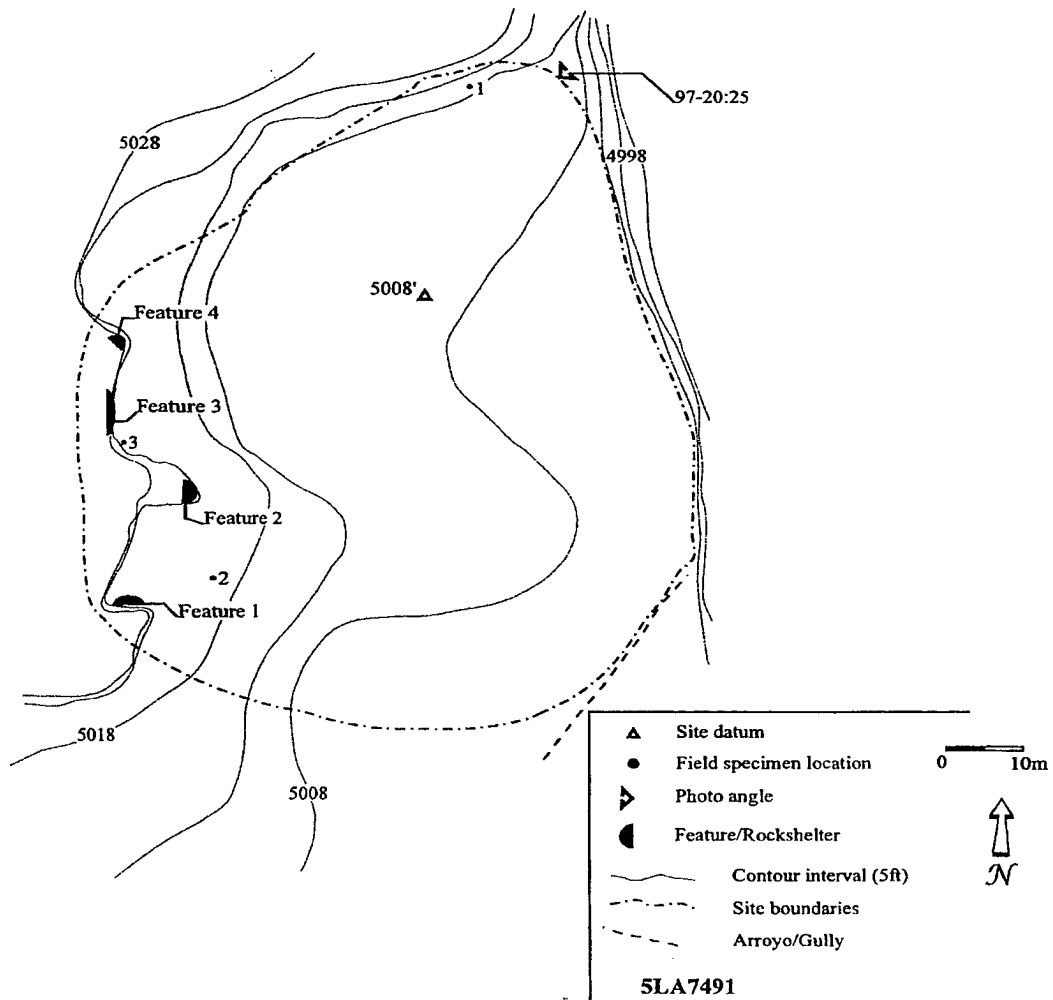 1
97-20:25
5028
4998
5008'
Feature 4
Feature 3
3
Feature 2
2
Feature 1
5018
5008
Site datum
Field specimen location
0 10m
Photo angle
Feature/Rockshelter
N
Contour interval (5ft)
Site boundaries
Arroyo/Gully
5LA7491